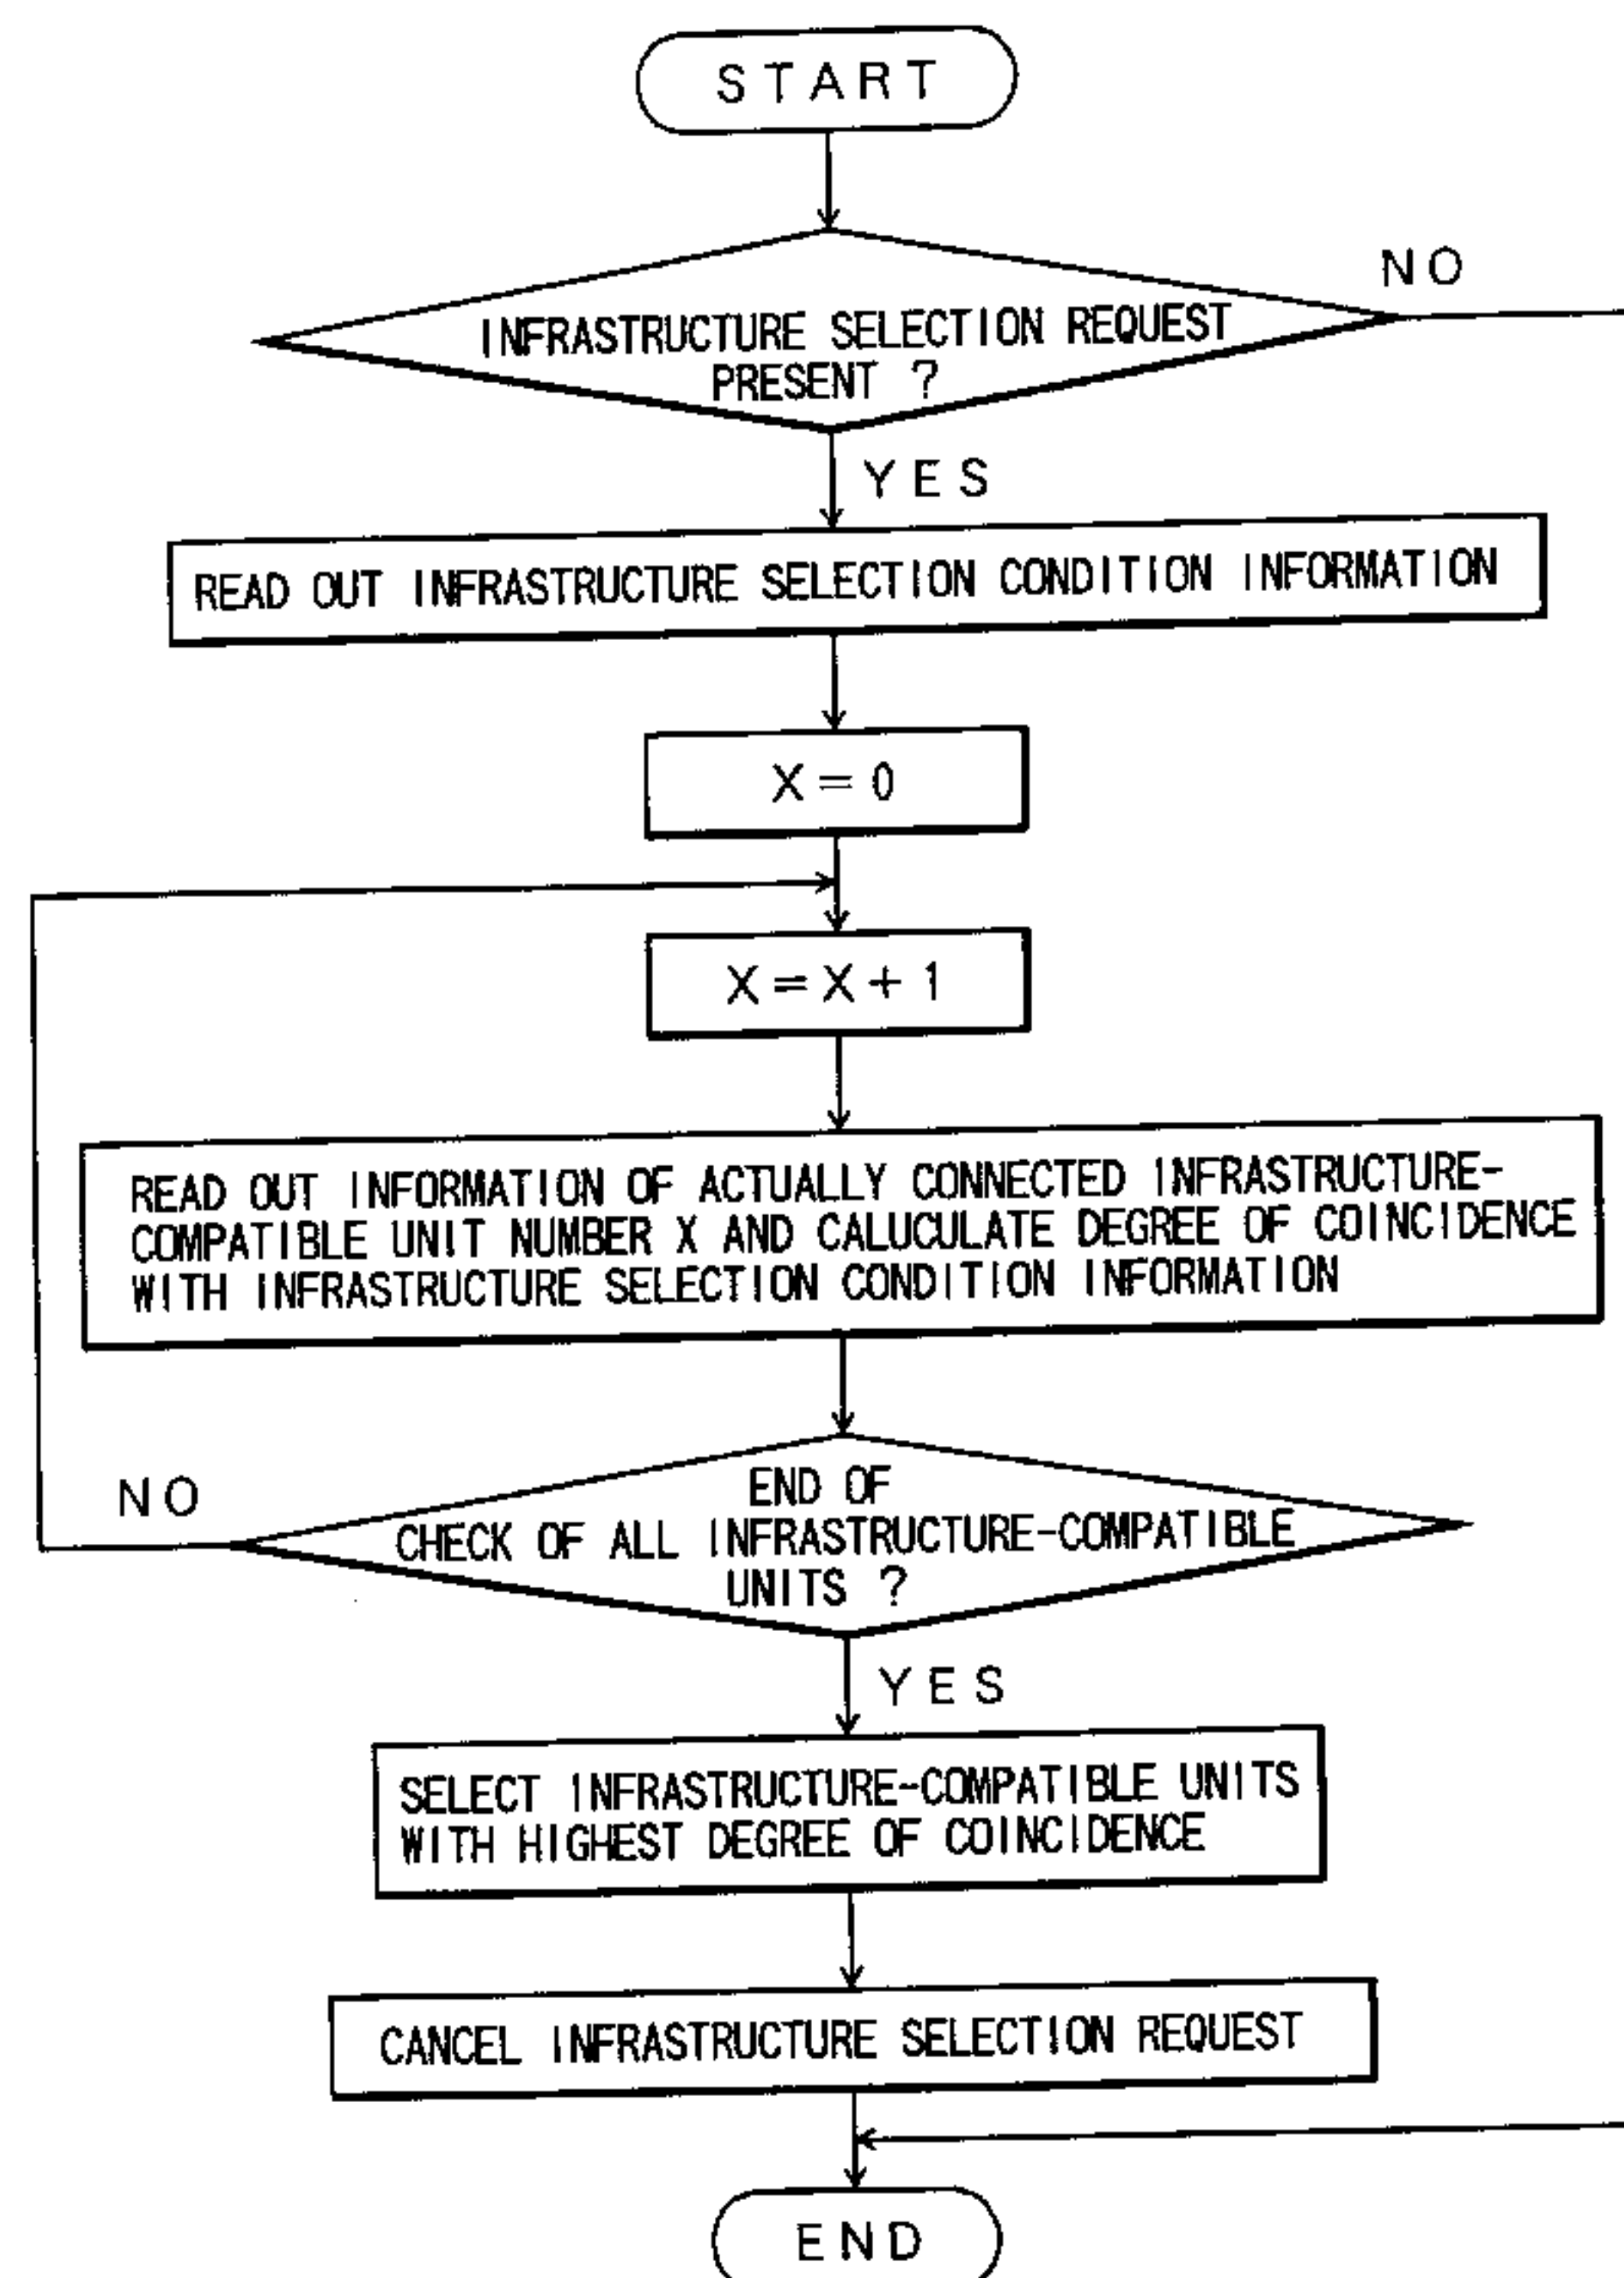 START
NO
INFRASTRUCTURE SELECTION REQUEST
PRESENT ?
YES
READ OUT INFRASTRUCTURE SELECTION CONDITION INFORMATION
X = 0
X = X + 1
READ OUT INFORMATION OF ACTUALLY CONNECTED INFRASTRUCTURE-
COMPATIBLE UNIT NUMBER X AND CALUCULATE DEGREE OF COINCIDENCE
WITH INFRASTRUCTURE SELECTION CONDITION INFORMATION
NO
END OF
CHECK OF ALL INFRASTRUCTURE-COMPATIBLE
UNITS ?
YES
SELECT INFRASTRUCTURE-COMPATIBLE UNITS
WITH HIGHEST DEGREE OF COINCIDENCE
CANCEL INFRASTRUCTURE SELECTION REQUEST
END